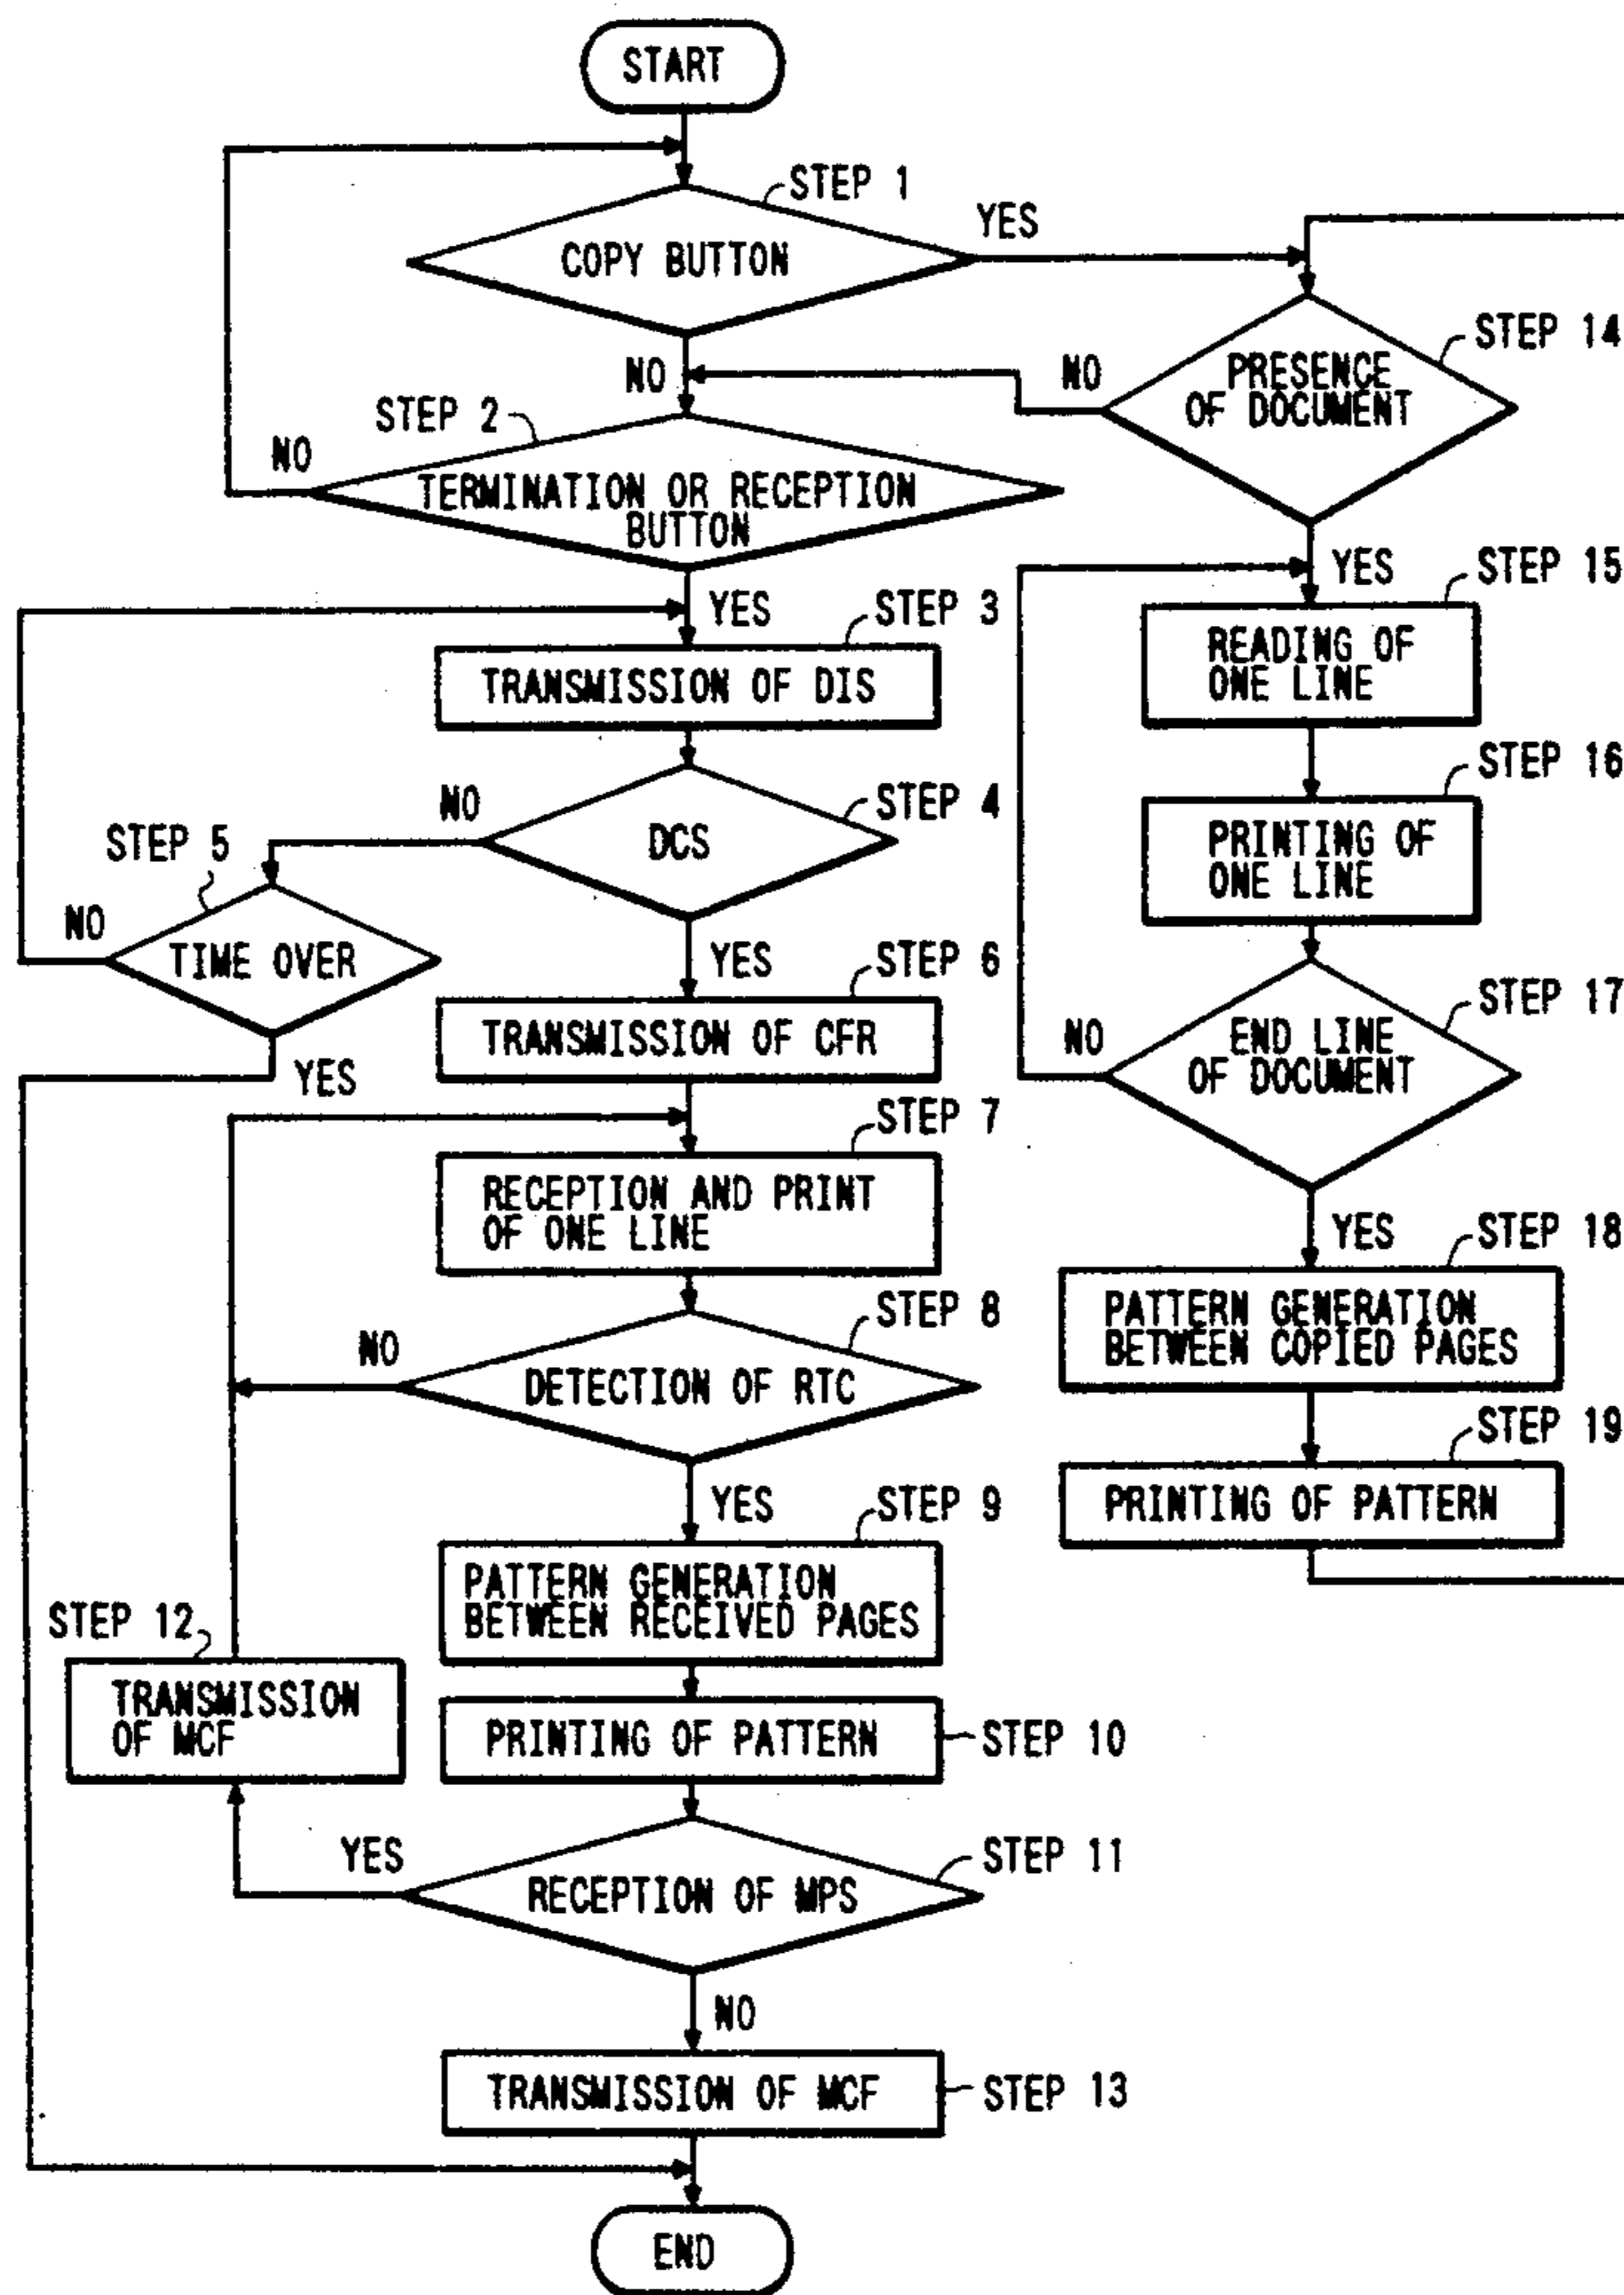 START
STEP 1
COPY BUTTON
YES
NO
STEP 2
NO
TERMINATION OR RECEPTION
BUTTON
YES
STEP 3
TRANSMISSION OF DIS
STEP 4
NO
DCS
STEP 5
NO
TIME OVER
YES
YES
STEP 6
TRANSMISSION OF CFR
STEP 7
RECEPTION AND PRINT
OF ONE LINE
STEP 8
NO
DETECTION OF RTC
YES
STEP 9
PATTERN GENERATION
BETWEEN RECEIVED PAGES
STEP 10
PRINTING OF PATTERN
STEP 11
YES
RECEPTION OF MPS
STEP 12
TRANSMISSION
OF MCF
NO
TRANSMISSION OF MCF
STEP 13
END
STEP 14
NO
PRESENCE
OF DOCUMENT
YES
STEP 15
READING OF
ONE LINE
STEP 16
PRINTING OF
ONE LINE
STEP 17
NO
END LINE
OF DOCUMENT
YES
STEP 18
PATTERN GENERATION
BETWEEN COPIED PAGES
STEP 19
PRINTING OF PATTERN